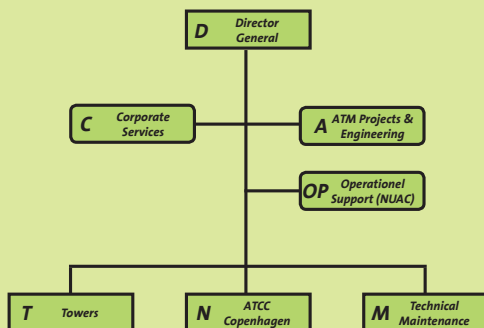 D Director
General
C Corporate
Services
A ATM Projects &
Engineering
OP Operationel
Support (NUAC)
T Towers
N ATCC
Copenhagen
M Technical
Maintenance